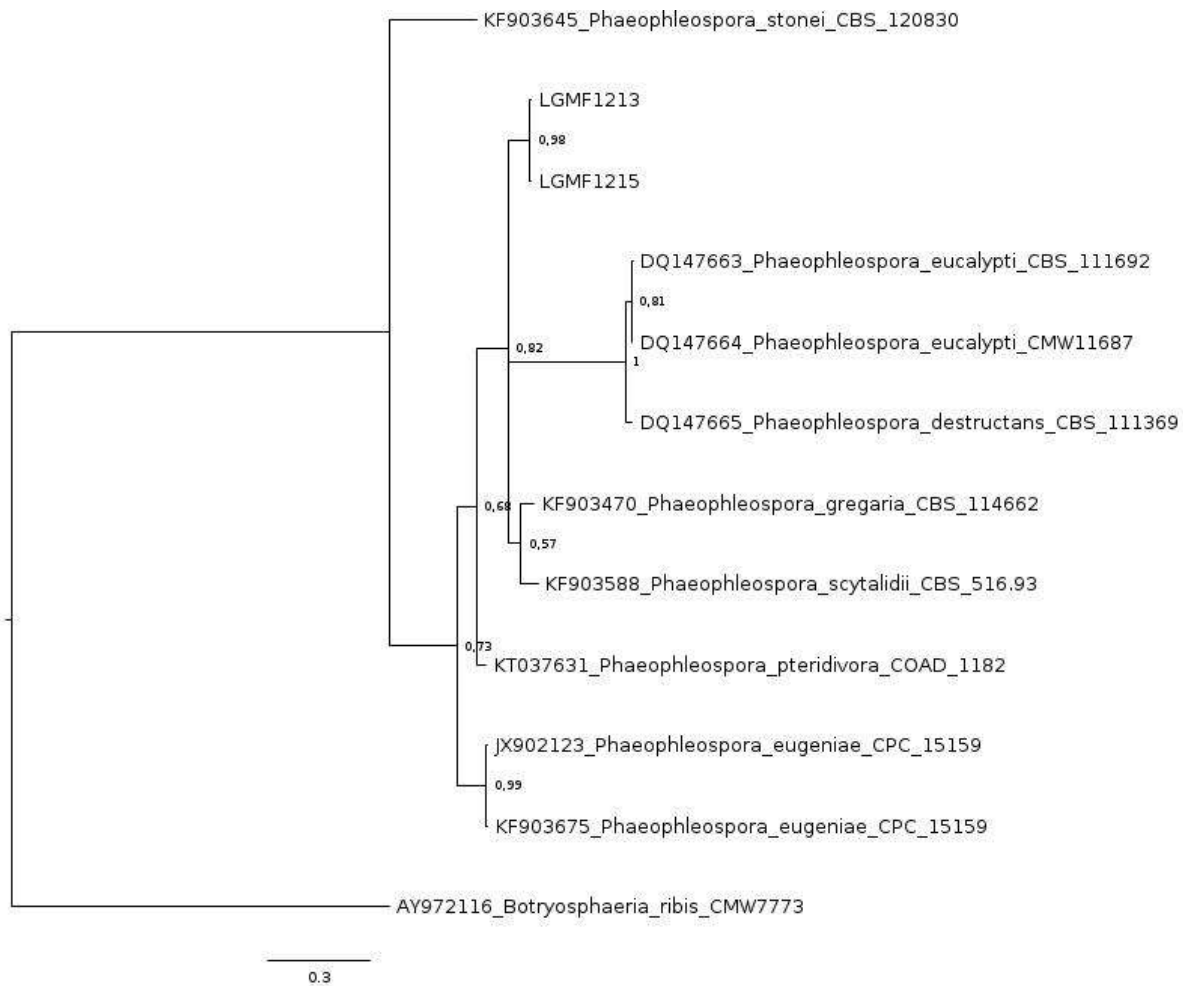 KF903645_Phaeophleospora_stonei_CBS_120830
LGMF1213
0,98
LGMF1215
DQ147663_Phaeophleospora_eucalypti_CBS_111692
0,81
DQ147664_Phaeophleospora_eucalypti_CMW11687
0,82
1
DQ147665_Phaeophleospora_destructans_CBS_111369
KF903470_Phaeophleospora_gregaria_CBS_114662
0,68
0,57
KF903588_Phaeophleospora_scytalidii_CBS_516.93
0,73
KT037631_Phaeophleospora_pteridivora_COAD_1182
JX902123_Phaeophleospora_eugeniae_CPC_15159
0,99
KF903675_Phaeophleospora_eugeniae_CPC_15159
AY972116_Botryosphaeria_ribis_CMW7773
0.3